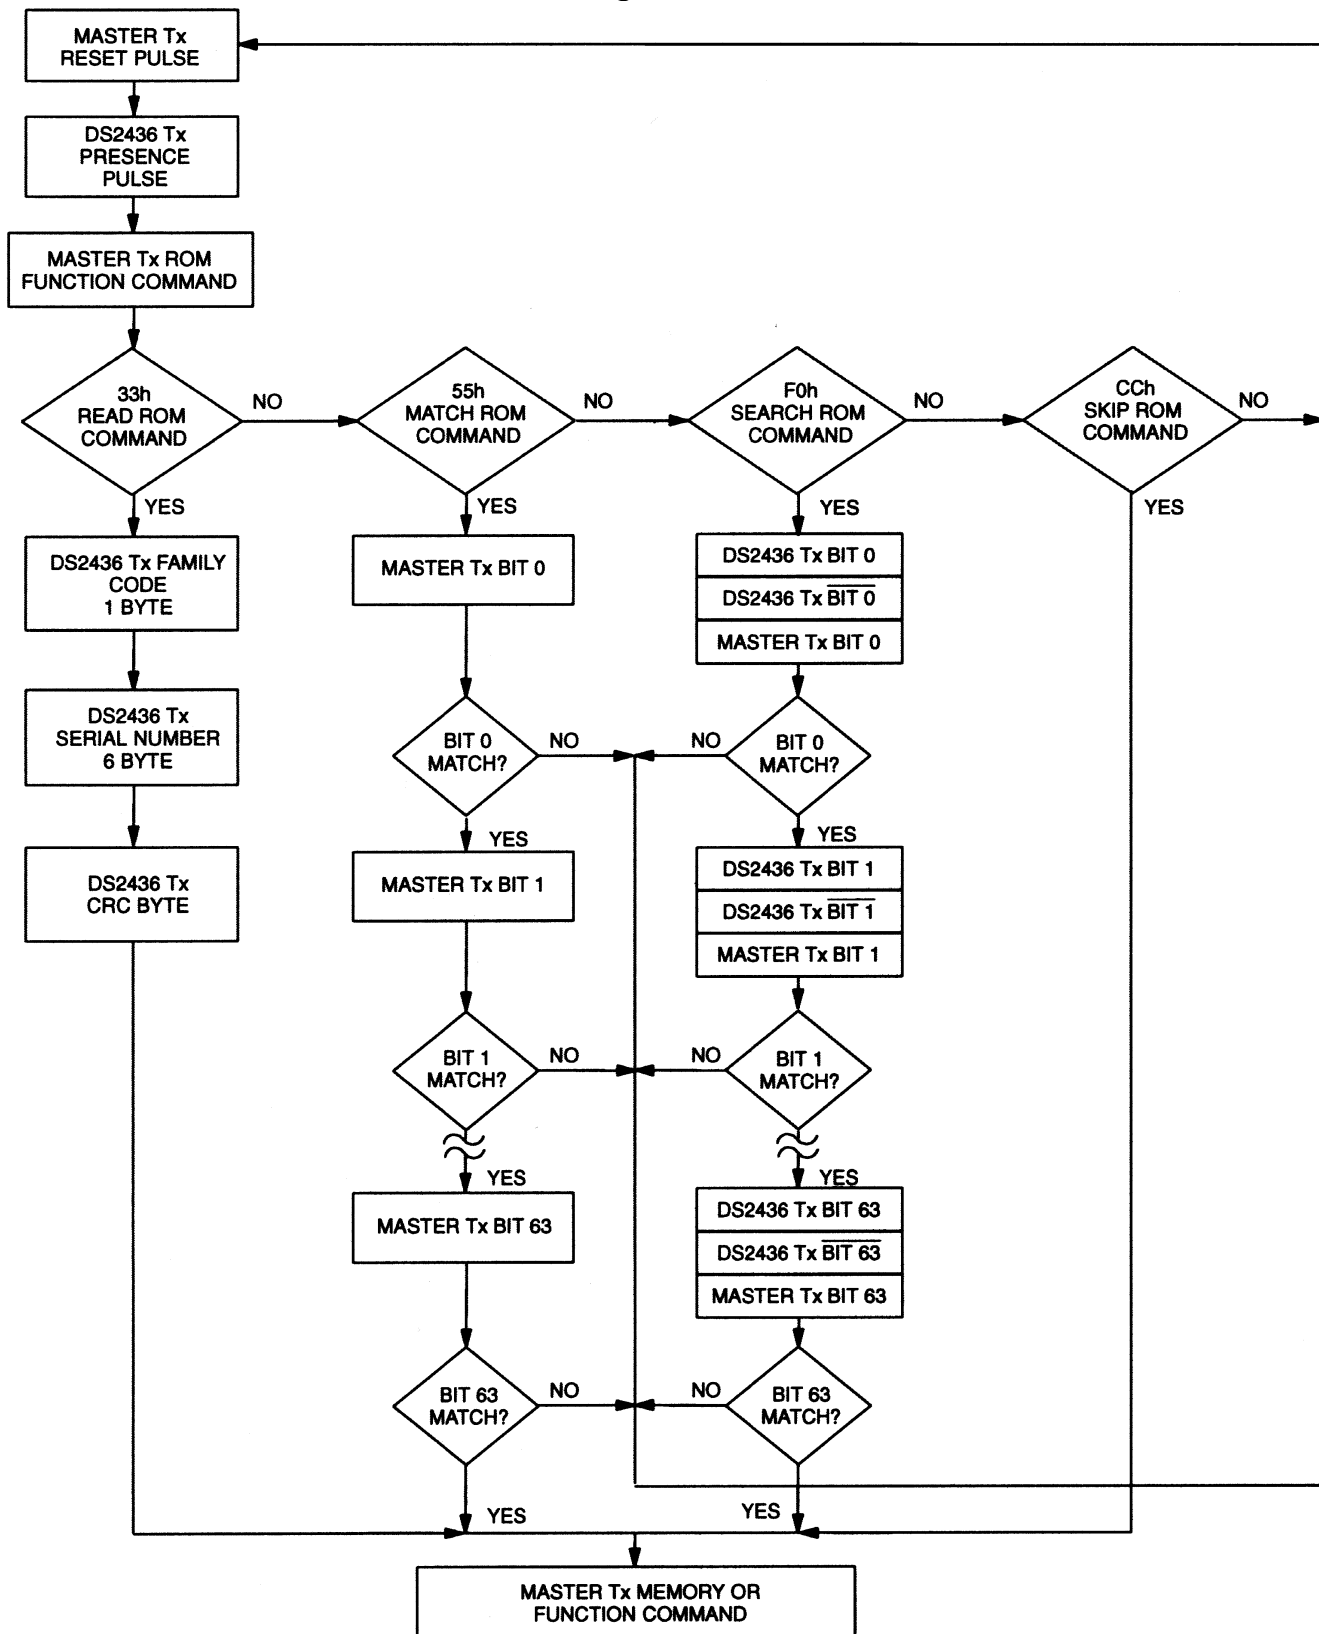 MASTER Tx
RESET PULSE
DS2436 Tx
PRESENCE
PULSE
MASTER Tx ROM
FUNCTION COMMAND
33h
READ ROM
COMMAND
NO
55h
MATCH ROM
COMMAND
NO
F0h
SEARCH ROM
COMMAND
NO
CCh
SKIP ROM
COMMAND
NO
YES
YES
YES
YES
DS2436 Tx FAMILY
CODE
1 BYTE
DS2436 Tx
SERIAL NUMBER
6 BYTE
DS2436 Tx
CRC BYTE
MASTER Tx BIT 0
BIT 0
MATCH?
NO
YES
MASTER Tx BIT 1
BIT 1
MATCH?
NO
YES
MASTER Tx BIT 63
BIT 63
MATCH?
NO
YES
DS2436 Tx BIT 0
DS2436 Tx BIT 0
MASTER Tx BIT 0
NO
BIT 0
MATCH?
YES
DS2436 Tx BIT 1
DS2436 Tx BIT 1
MASTER Tx BIT 1
NO
BIT 1
MATCH?
YES
DS2436 Tx BIT 63
DS2436 Tx BIT 63
MASTER Tx BIT 63
NO
BIT 63
MATCH?
YES
MASTER Tx MEMORY OR
FUNCTION COMMAND